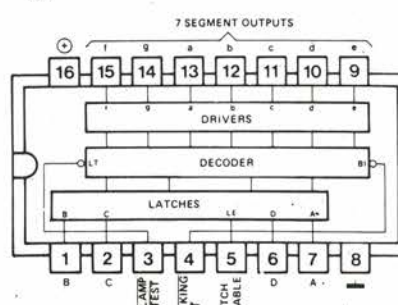 7 SEGMENT OUTPUTS
f g a b c d e
16 15 14 13 12 11 10 9
f g a b c d e
DRIVERS
LT DECODER BI
LATCHES
B C LE D A
1 2 3 4 5 6 7 8
B C D A
TEST